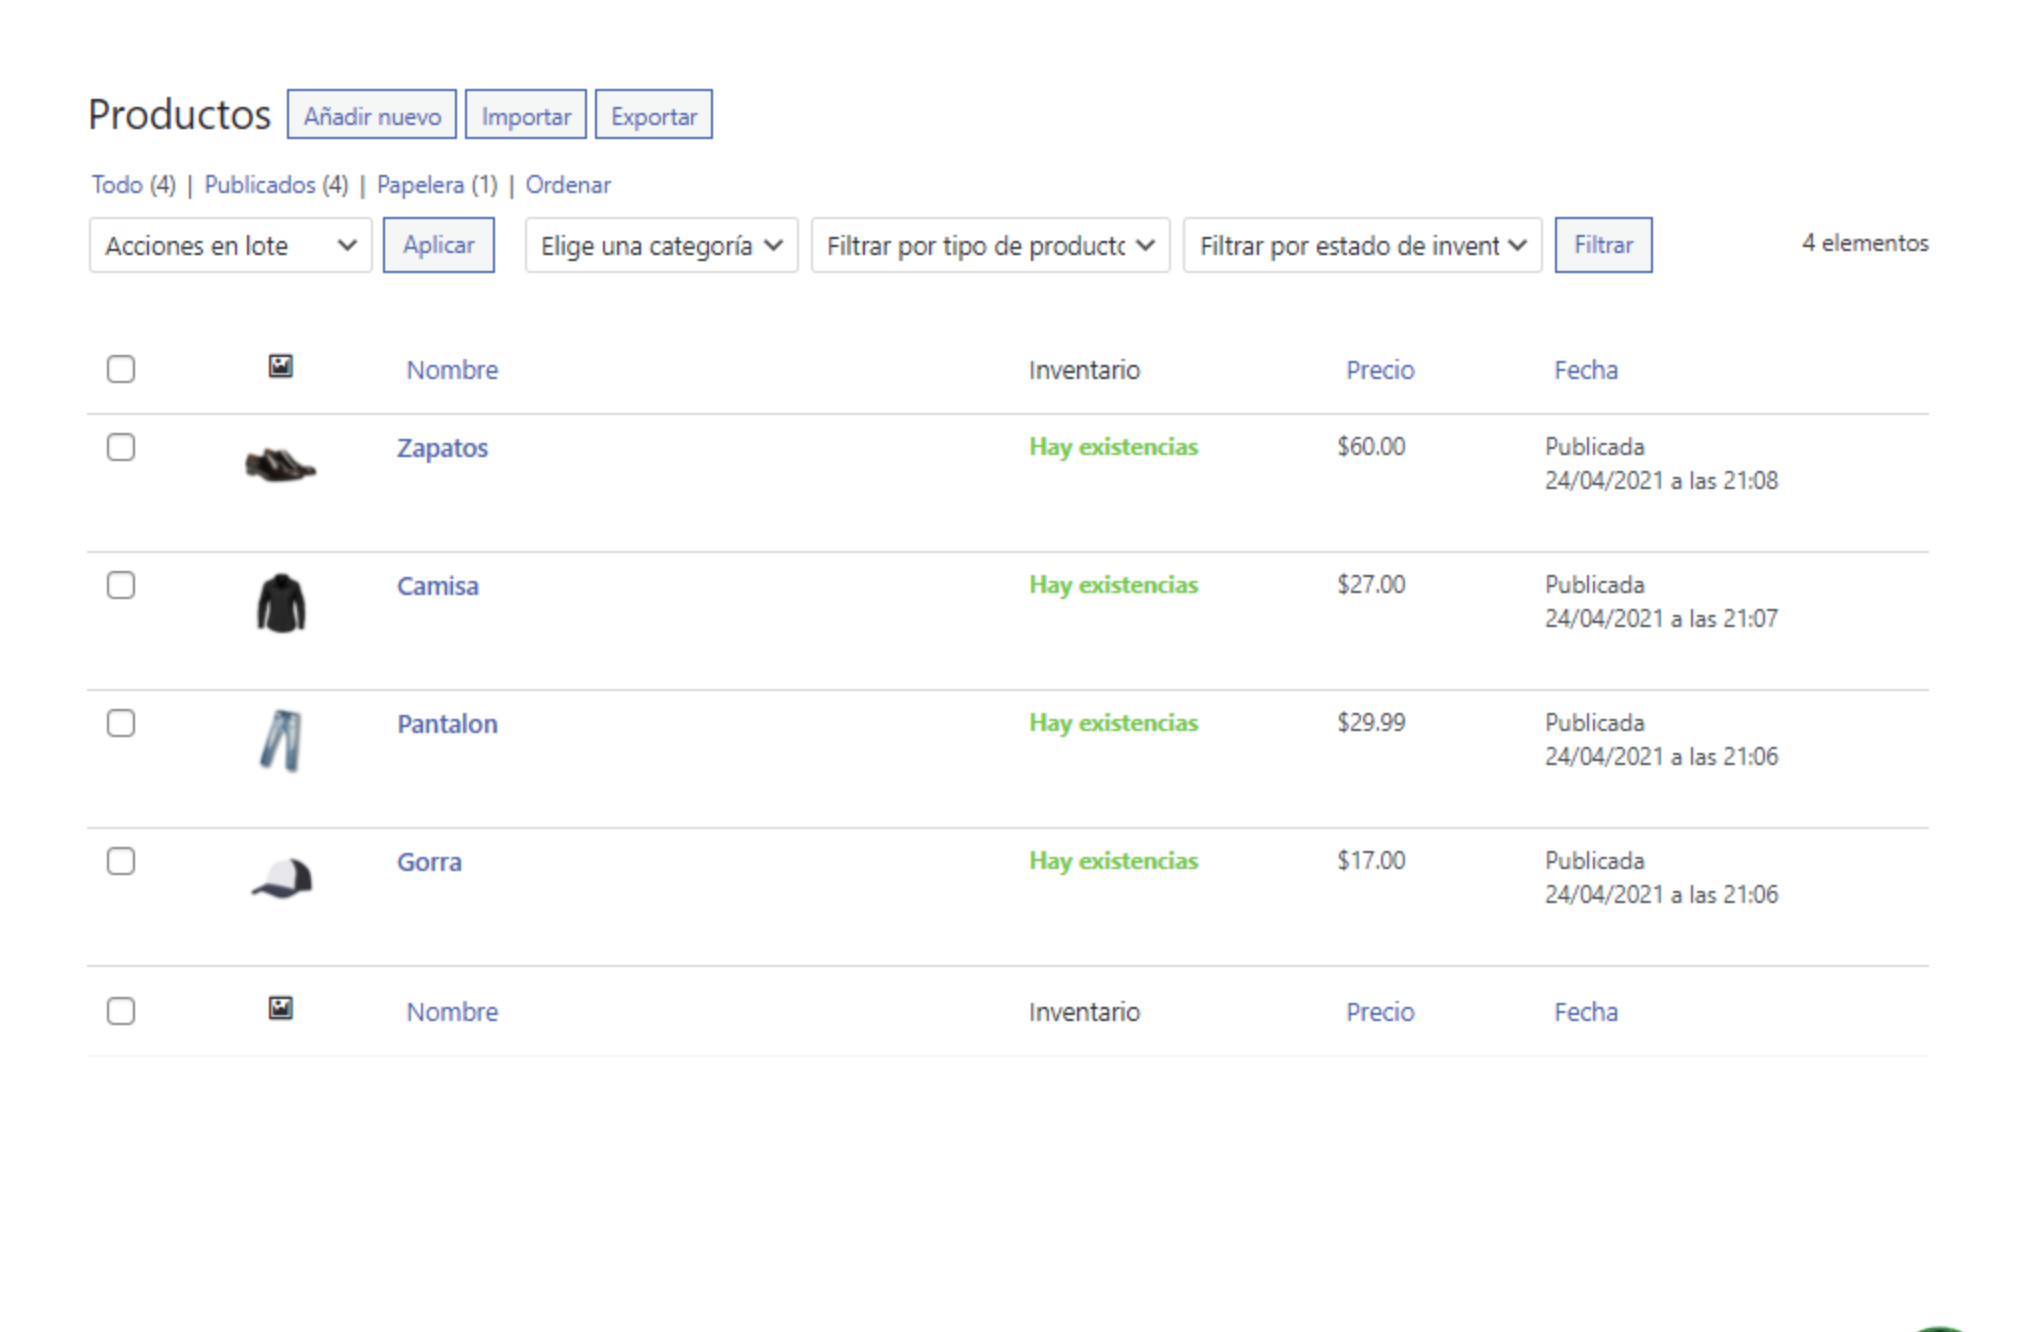 Productos Añadir nuevo Importar Exportar
Todo (4) | Publicados (4) | Papelera (1) | Ordenar
Acciones en lote Aplicar Elige una categoría Filtrar por tipo de producto Filtrar por estado de invent Filtrar 4 elementos
Nombre Inventario Precio Fecha
Zapatos Hay existencias $60.00 Publicada
24/04/2021 a las 21:08
Camisa Hay existencias $27.00 Publicada
24/04/2021 a las 21:07
Pantalon Hay existencias $29.99 Publicada
24/04/2021 a las 21:06
Gorra Hay existencias $17.00 Publicada
24/04/2021 a las 21:06
Nombre Inventario Precio Fecha